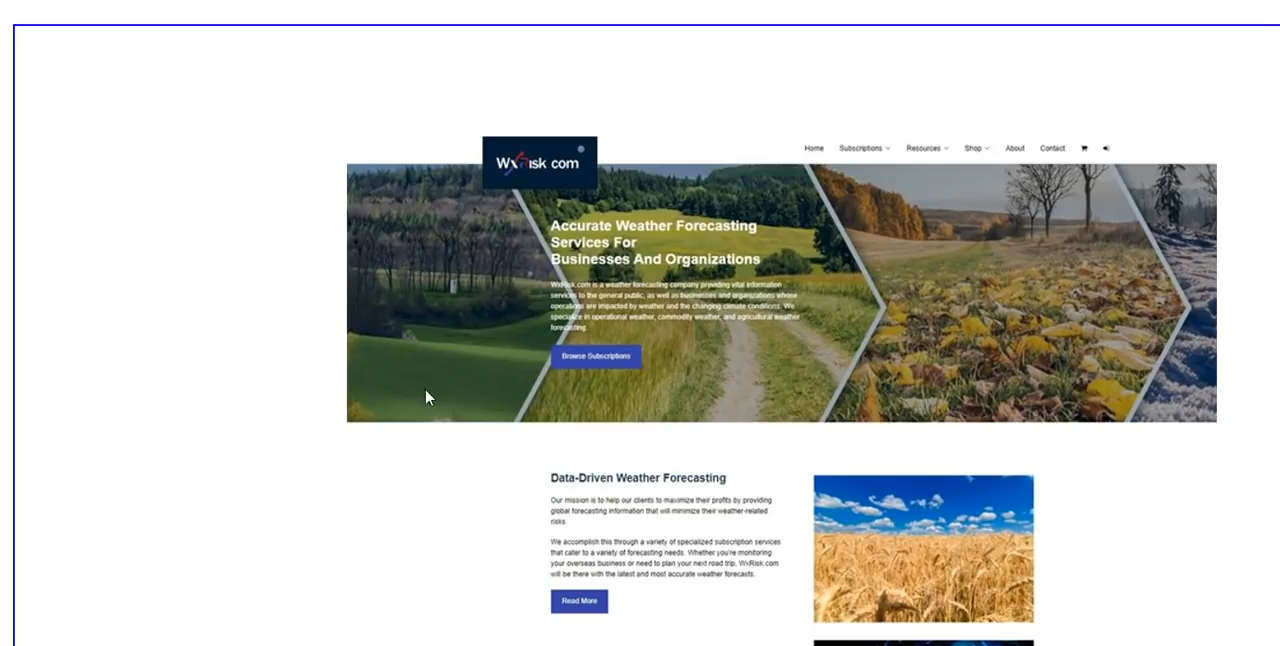 WxRisk com
Home Subscriptions Resources Shop About Contact
Accurate Weather Forecasting
Services For
Businesses And Organizations
WxRisk.com is a weather forecasting company providing vital information
services to the general public, as well as businesses and organizations whose
operations are impacted by weather and the changing climate conditions. We
specialize in operational weather, commodity weather, and agricultural weather
forecasting.
Browse Subscriptions
Data-Driven Weather Forecasting
Our mission is to help our clients to maximize their profits by providing
global forecasting information that will minimize their weather-related
risks.
We accomplish this through a variety of specialized subscription services
that cater to a variety of forecasting needs. Whether you're monitoring
your overseas business or need to plan your next road trip, WxRisk.com
will be there with the latest and most accurate weather forecasts.
Read More